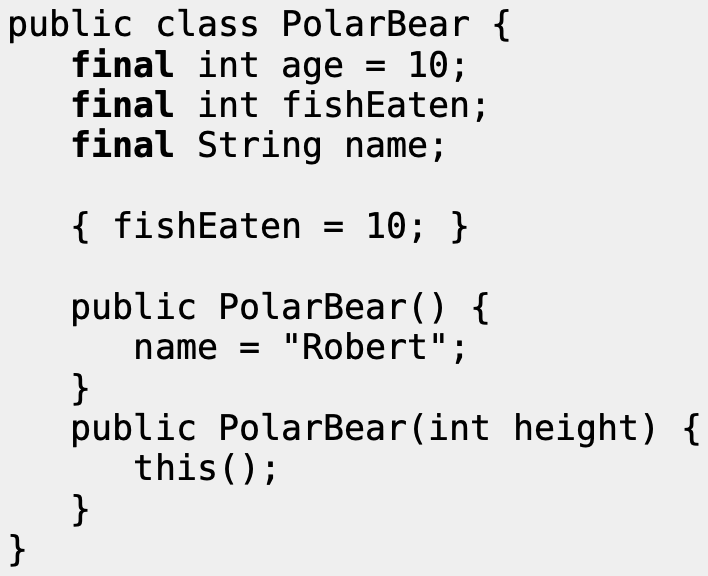 public class PolarBear {
   final int age = 10;
   final int fishEaten;
   final String name;

   { fishEaten = 10; }

   public PolarBear() {
      name = "Robert";
   }
   public PolarBear(int height) {
      this();
   }
}